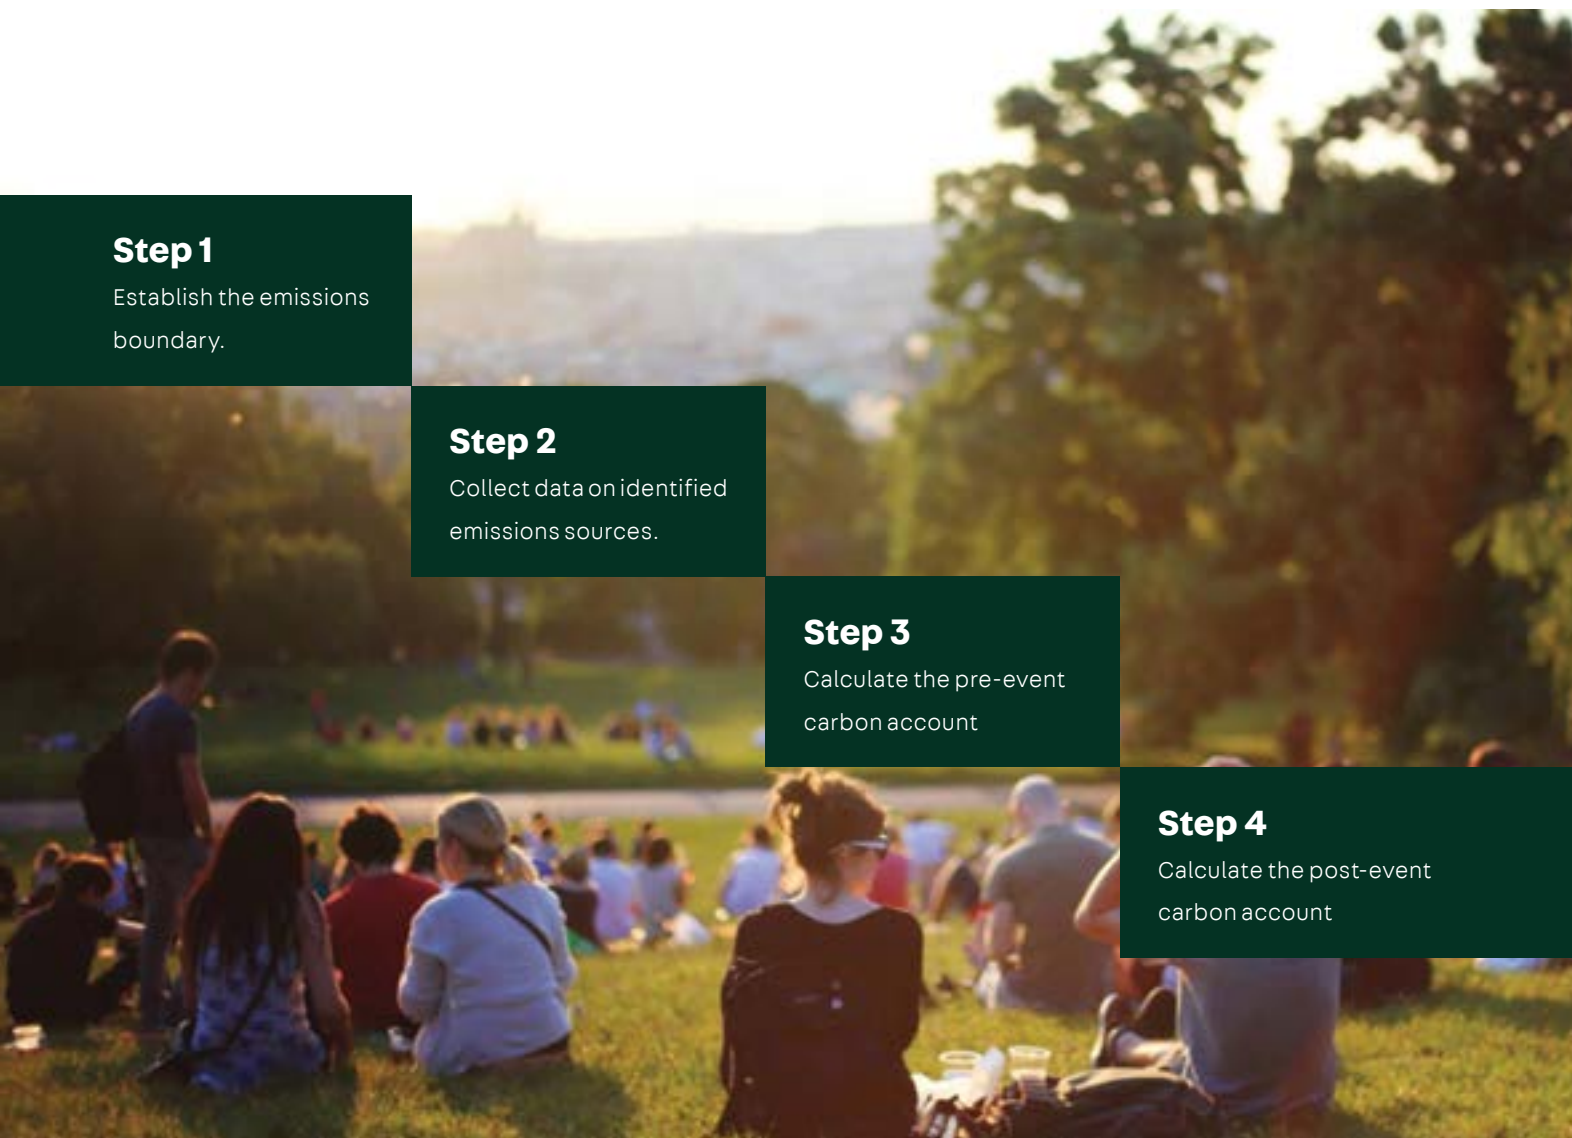 Step 1
Establish the emissions
boundary.
Step 2
Collect data on identified
emissions sources.
Step 3
Calculate the pre-event
carbon account
Step 4
Calculate the post-event
carbon account